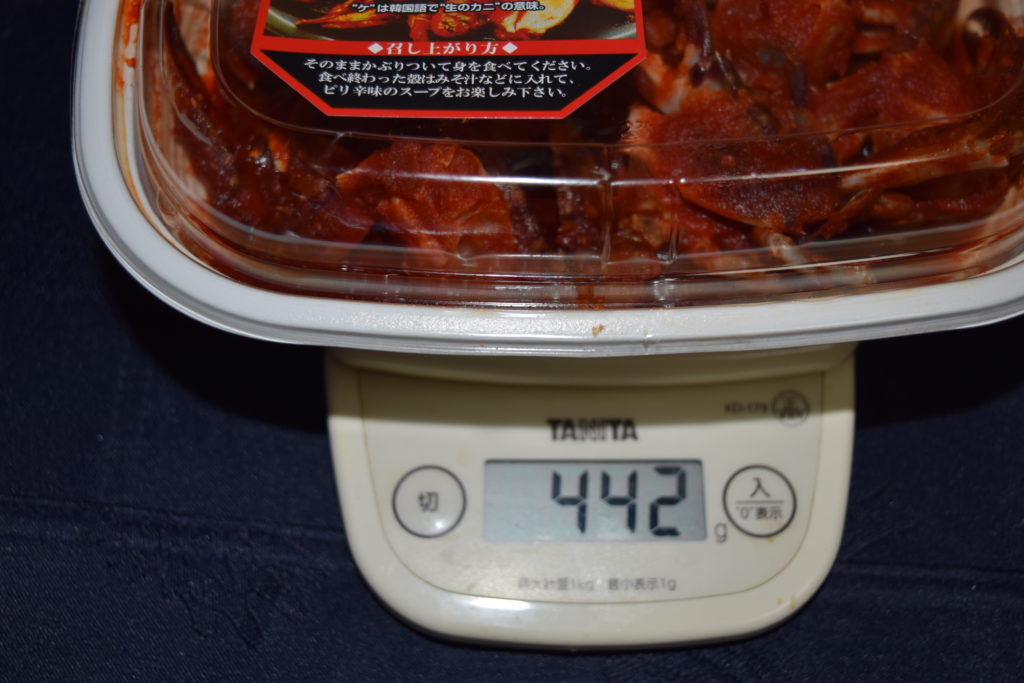 "ケ"は韓国語で"生のカニ"の意味。
◆召し上がり方◆
そのままかぶりついて身を食べてください。
食べ終わった殻はみそ汁などに入れて、
ピリ辛味のスープをお楽しみ下さい。
KD-179
TANITA
切
442
g
入
"0"表示
最大計量1kg 最小表示1g